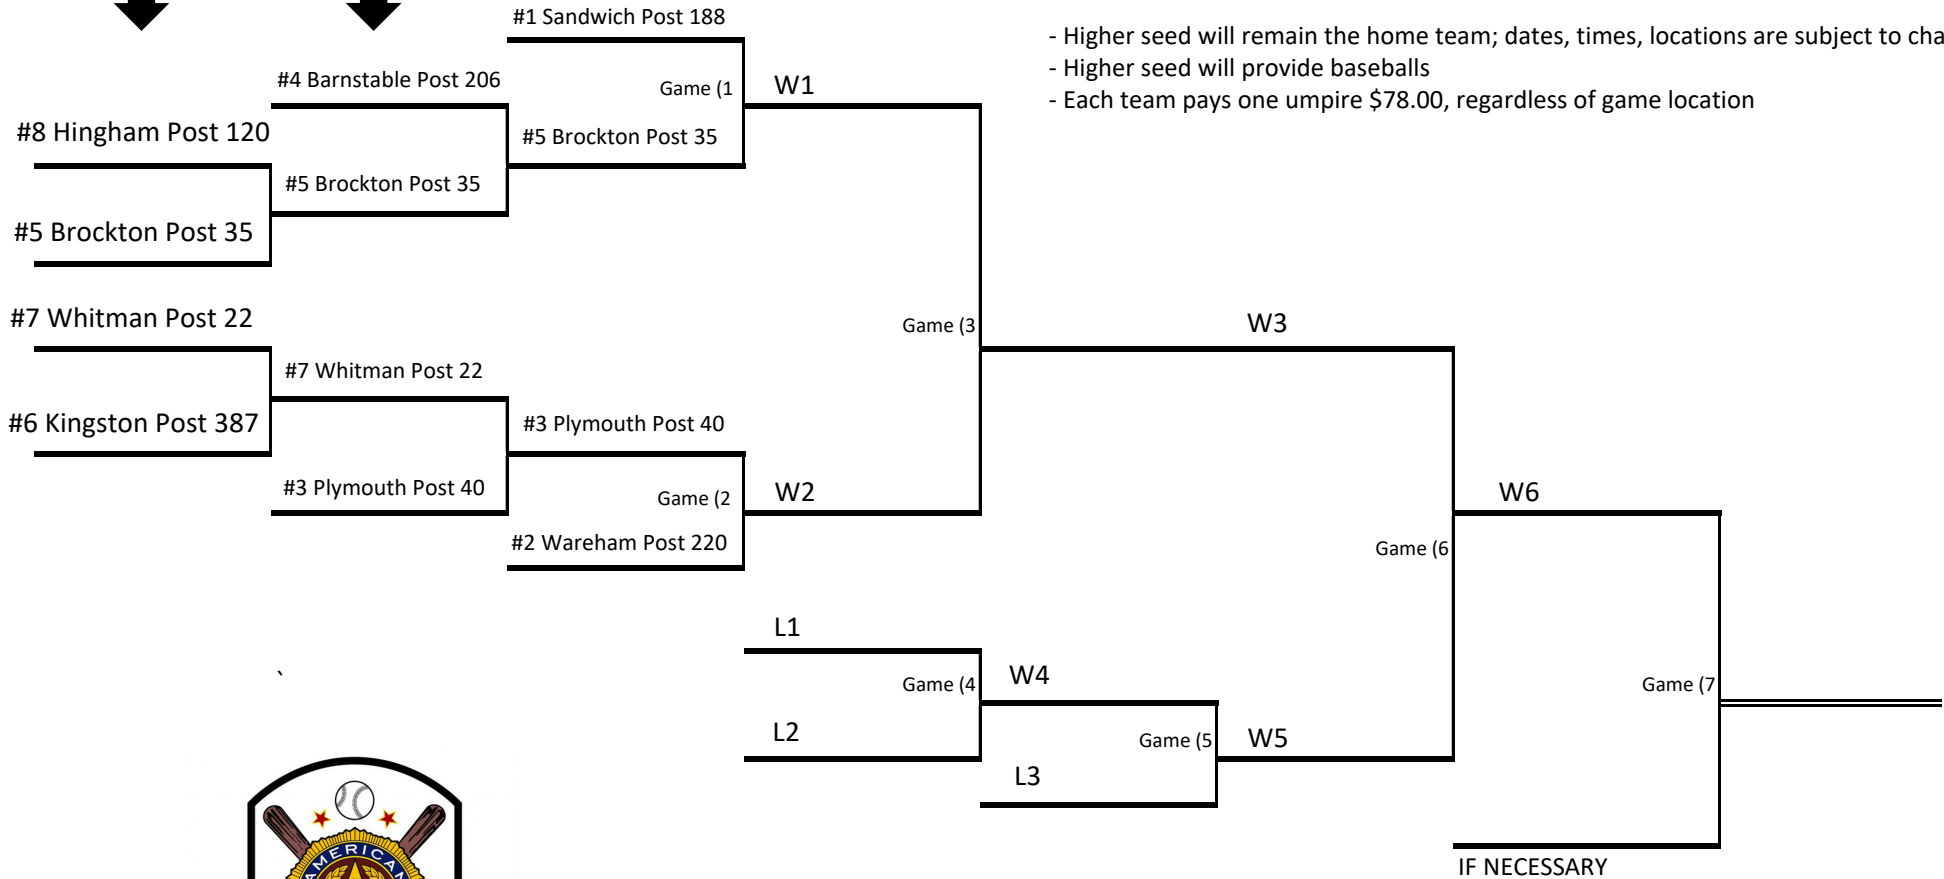 #1 Sandwich Post 188
- Higher seed will remain the home team; dates, times, locations are subject to cha
- Higher seed will provide baseballs
- Each team pays one umpire $78.00, regardless of game location
#4 Barnstable Post 206
Game (1
W1
#8 Hingham Post 120
#5 Brockton Post 35
#5 Brockton Post 35
#5 Brockton Post 35
#7 Whitman Post 22
Game (3
W3
#7 Whitman Post 22
#6 Kingston Post 387
#3 Plymouth Post 40
#3 Plymouth Post 40
Game (2
W2
W6
#2 Wareham Post 220
Game (6
L1
`
Game (4
W4
Game (7
L2
Game (5
W5
L3
AMERICAN
IF NECESSARY